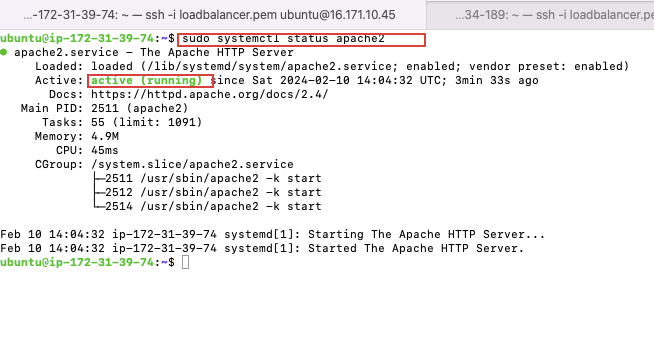 ...-172-31-39-74: ~ — ssh -i loadbalancer.pem ubuntu@16.171.10.45
...34-189: ~ — ssh -i loadbalancer.pe
ubuntu@ip-172-31-39-74:~$ sudo systemctl status apache2
● apache2.service - The Apache HTTP Server
Loaded: loaded (/lib/systemd/system/apache2.service; enabled; vendor preset: enabled)
Active: active (running) since Sat 2024-02-10 14:04:32 UTC; 3min 33s ago
Docs: https://httpd.apache.org/docs/2.4/
Main PID: 2511 (apache2)
Tasks: 55 (limit: 1091)
Memory: 4.9M
CPU: 45ms
CGroup: /system.slice/apache2.service
├─2511 /usr/sbin/apache2 -k start
├─2512 /usr/sbin/apache2 -k start
└─2514 /usr/sbin/apache2 -k start
Feb 10 14:04:32 ip-172-31-39-74 systemd[1]: Starting The Apache HTTP Server...
Feb 10 14:04:32 ip-172-31-39-74 systemd[1]: Started The Apache HTTP Server.
ubuntu@ip-172-31-39-74:~$